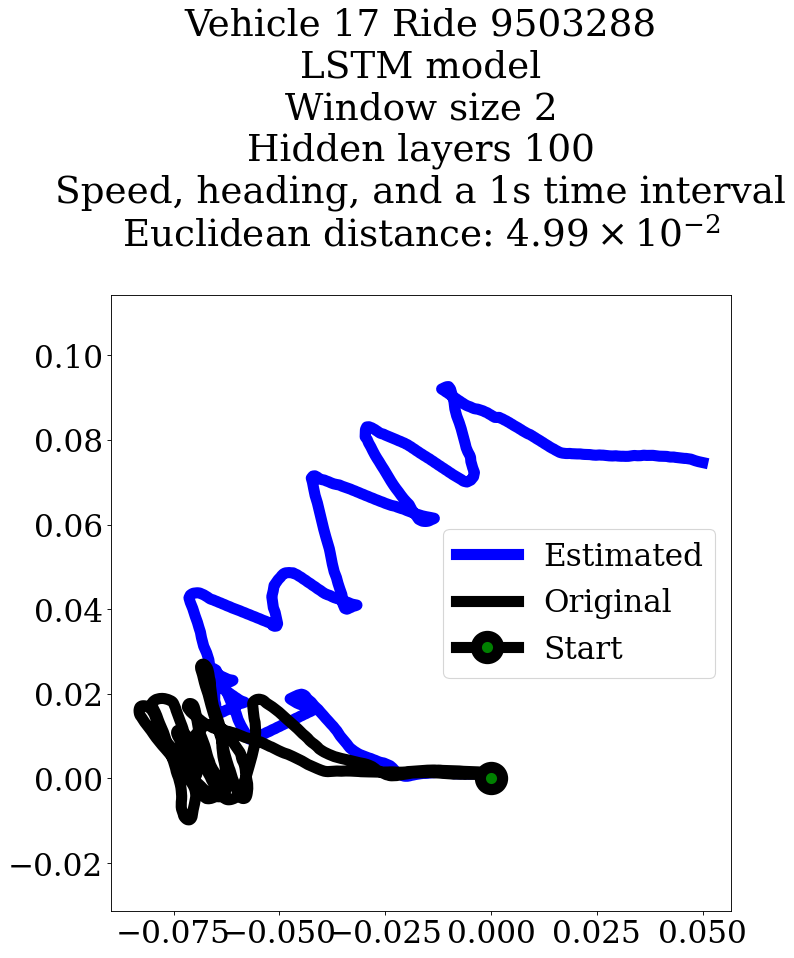 Vehicle 17 Ride 9503288
LSTM model
Window size 2
Hidden layers 100
Speed, heading, and a 1s time interval
Euclidean distance: 4.99 × 10⁻²
0.10
0.08
0.06
0.04
0.02
0.00
−0.02
Estimated
Original
Start
−0.075 −0.050 −0.025 0.000 0.025 0.050